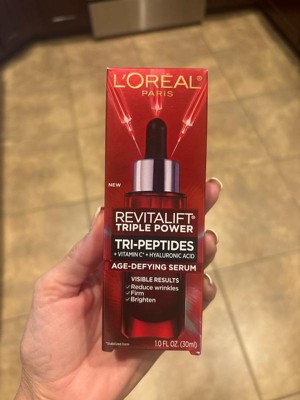 L'ORÉAL
PARIS
NEW
REVITALIFT®
TRIPLE POWER
TRI-PEPTIDES
+ VITAMIN C* + HYALURONIC ACID
AGE-DEFYING SERUM
VISIBLE RESULTS
✓ Reduce wrinkles
✓ Firm
✓ Brighten
1.0 FL. OZ. (30ml)